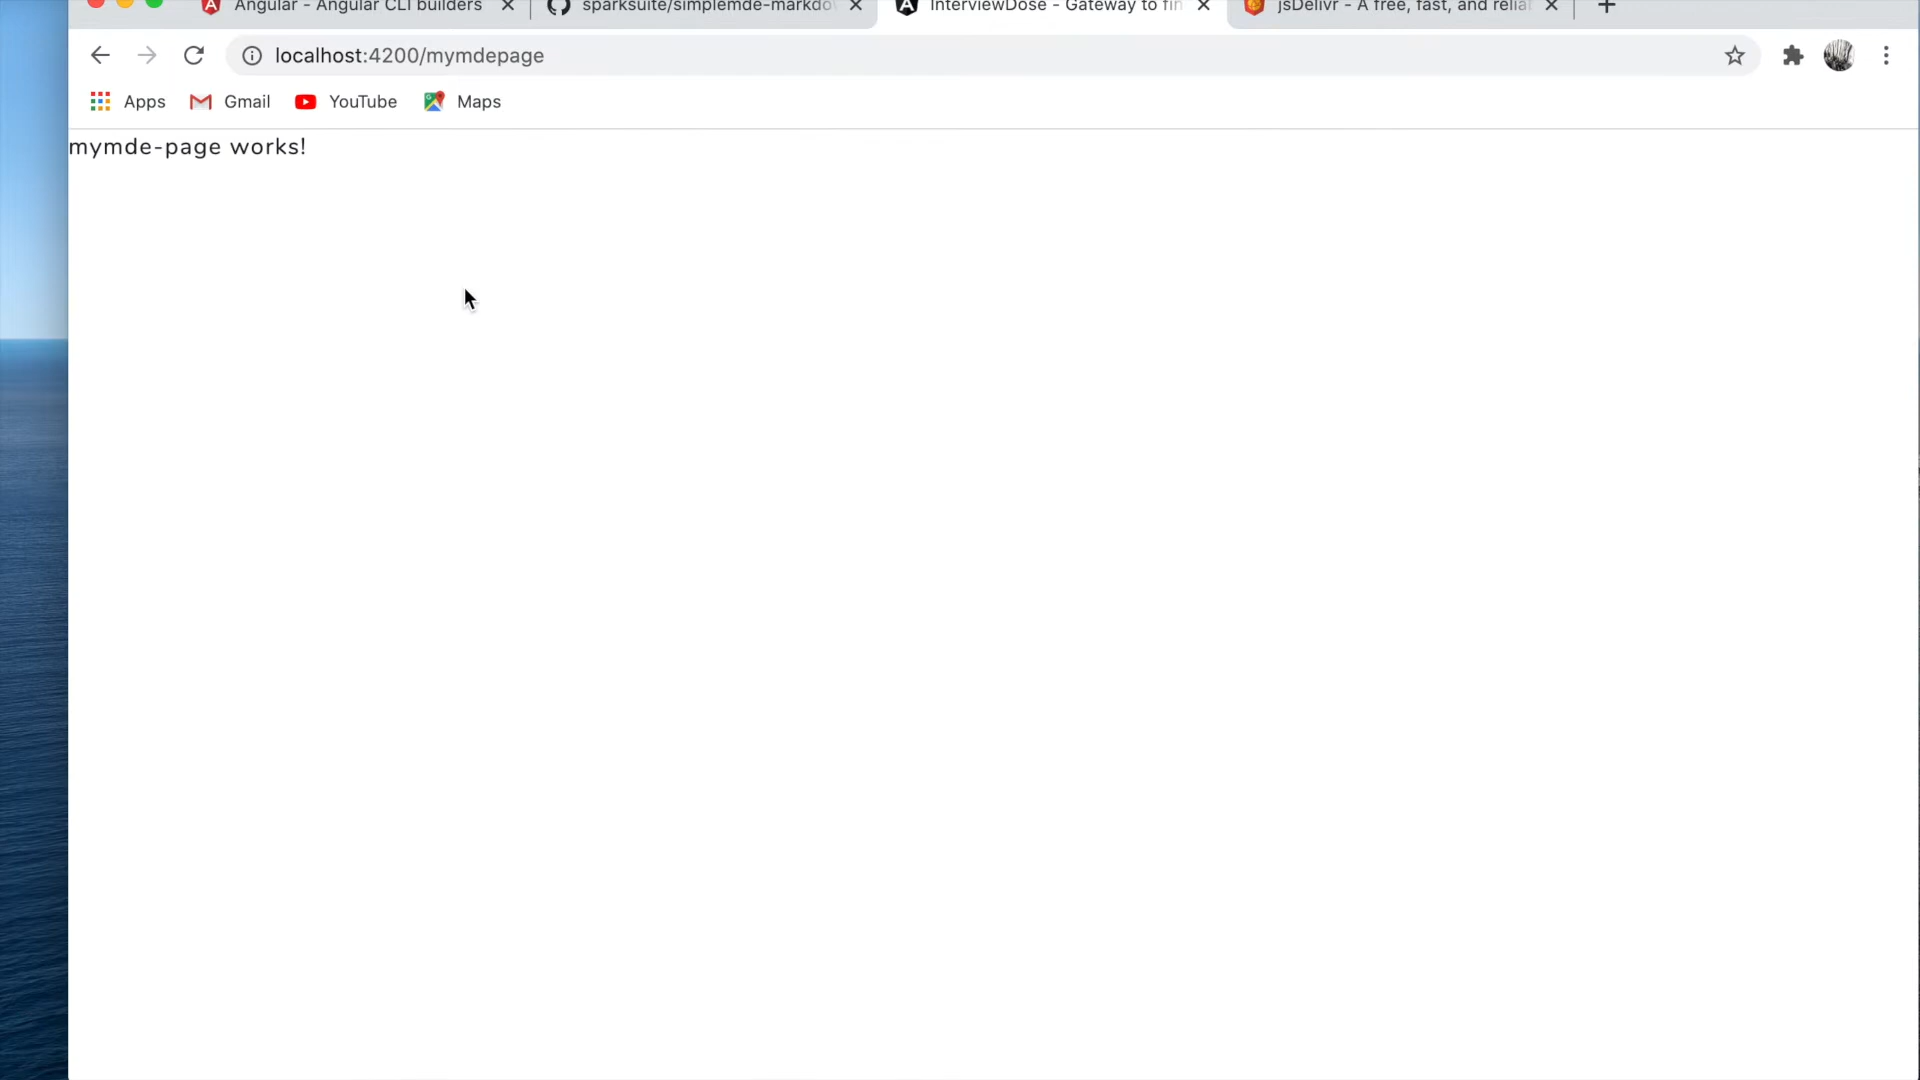 Angular - Angular CLI builders
sparksuite/simplemde-markdo
InterviewDose - Gateway to fin
jsDelivr - A free, fast, and relia
localhost:4200/mymdepage
Apps
Gmail
YouTube
Maps
mymde-page works!